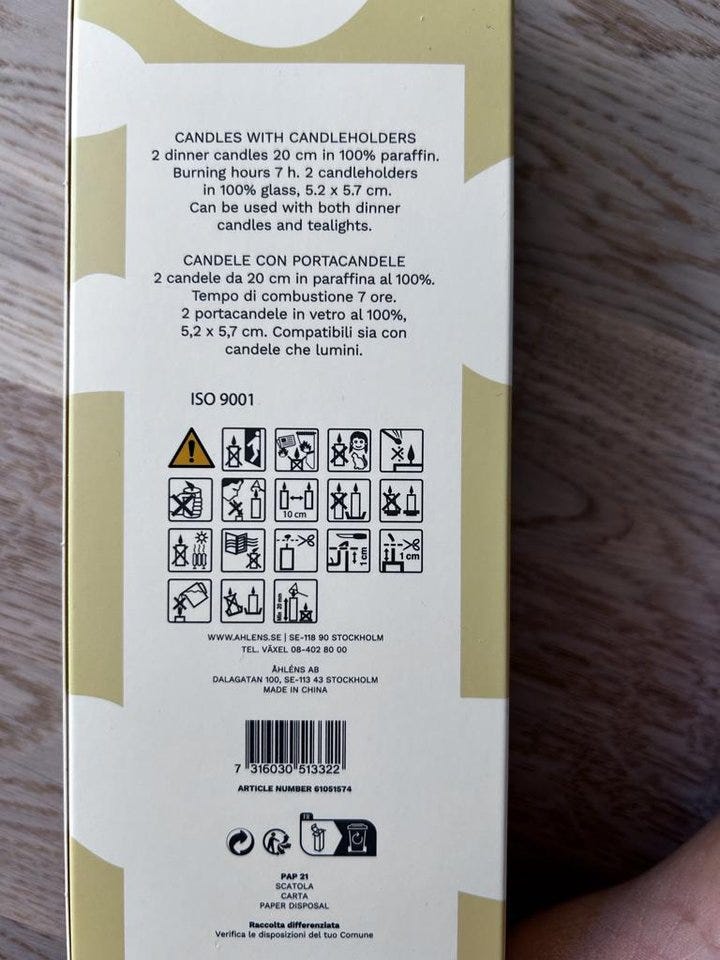 CANDLES WITH CANDLEHOLDERS
2 dinner candles 20 cm in 100% paraffin.
Burning hours 7 h. 2 candleholders
in 100% glass, 5.2 x 5.7 cm.
Can be used with both dinner
candles and tealights.
CANDELE CON PORTACANDELE
2 candele da 20 cm in paraffina al 100%.
Tempo di combustione 7 ore.
2 portacandele in vetro al 100%,
5,2 x 5,7 cm. Compatibili sia con
candele che lumini.
ISO 9001
10 cm
1 cm
1 cm
WWW.AHLENS.SE | SE-118 90 STOCKHOLM
TEL. VÄXEL 08-402 80 00
ÅHLÉNS AB
DALAGATAN 100, SE-113 43 STOCKHOLM
MADE IN CHINA
7 316030 513322
ARTICLE NUMBER 61051574
FR
PAP 21
SCATOLA
CARTA
PAPER DISPOSAL
Raccolta differenziata
Verifica le disposizioni del tuo Comune